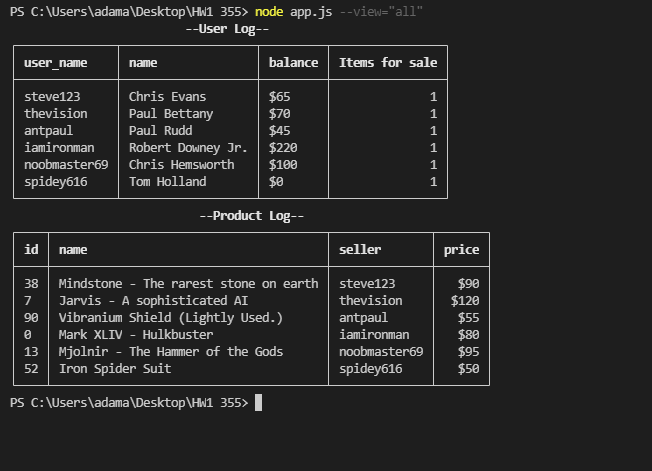 PS C:\Users\adama\Desktop\HW1 355> node app.js --view="all"
--User Log--
user_name name balance Items for sale
steve123 Chris Evans $65 1
thevision Paul Bettany $70 1
antpaul Paul Rudd $45 1
iamironman Robert Downey Jr. $220 1
noobmaster69 Chris Hemsworth $100 1
spidey616 Tom Holland $0 1
--Product Log--
id name seller price
38 Mindstone - The rarest stone on earth steve123 $90
7 Jarvis - A sophisticated AI thevision $120
90 Vibranium Shield (Lightly Used.) antpaul $55
0 Mark XLIV - Hulkbuster iamironman $80
13 Mjolnir - The Hammer of the Gods noobmaster69 $95
52 Iron Spider Suit spidey616 $50
PS C:\Users\adama\Desktop\HW1 355>